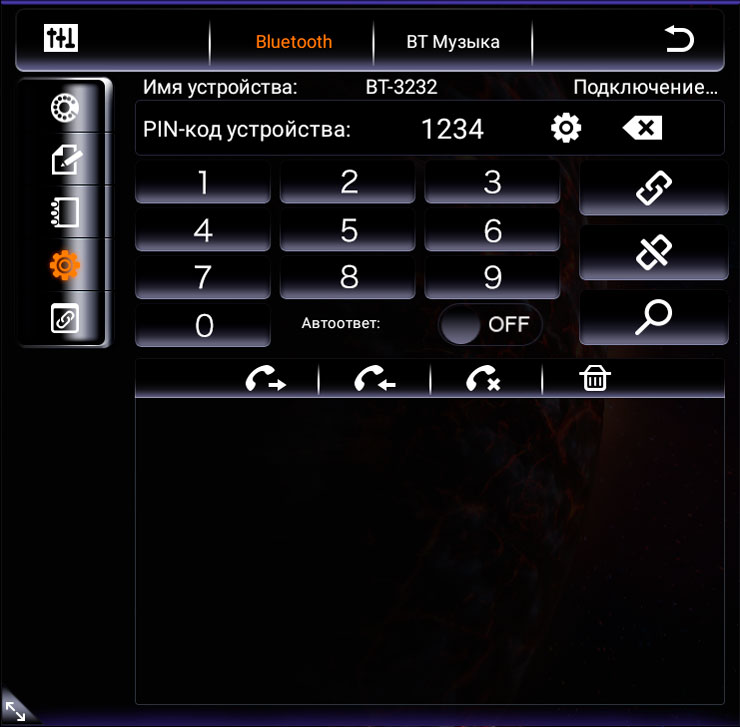 Bluetooth BT Музыка
Имя устройства: BT-3232 Подключение...
PIN-код устройства: 1234
1 2 3
4 5 6
7 8 9
0 Автоответ: OFF